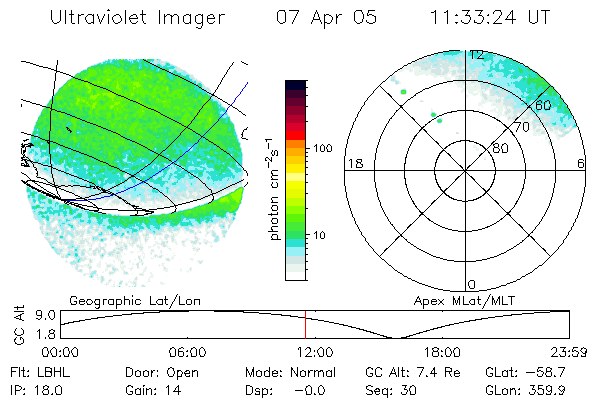 Ultraviolet Imager 07 Apr 05 11:33:24 UT
12
60
70
80
18 6
0
100
10
photon cm−2s−1
Geographic Lat/Lon Apex MLat/MLT
GC Alt
9.0
1.8
00:00 06:00 12:00 18:00 23:59
Flt: LBHL Door: Open Mode: Normal GC Alt: 7.4 Re GLat: −58.7
IP: 18.0 Gain: 14 Dsp: −0.0 Seq: 30 GLon: 359.9